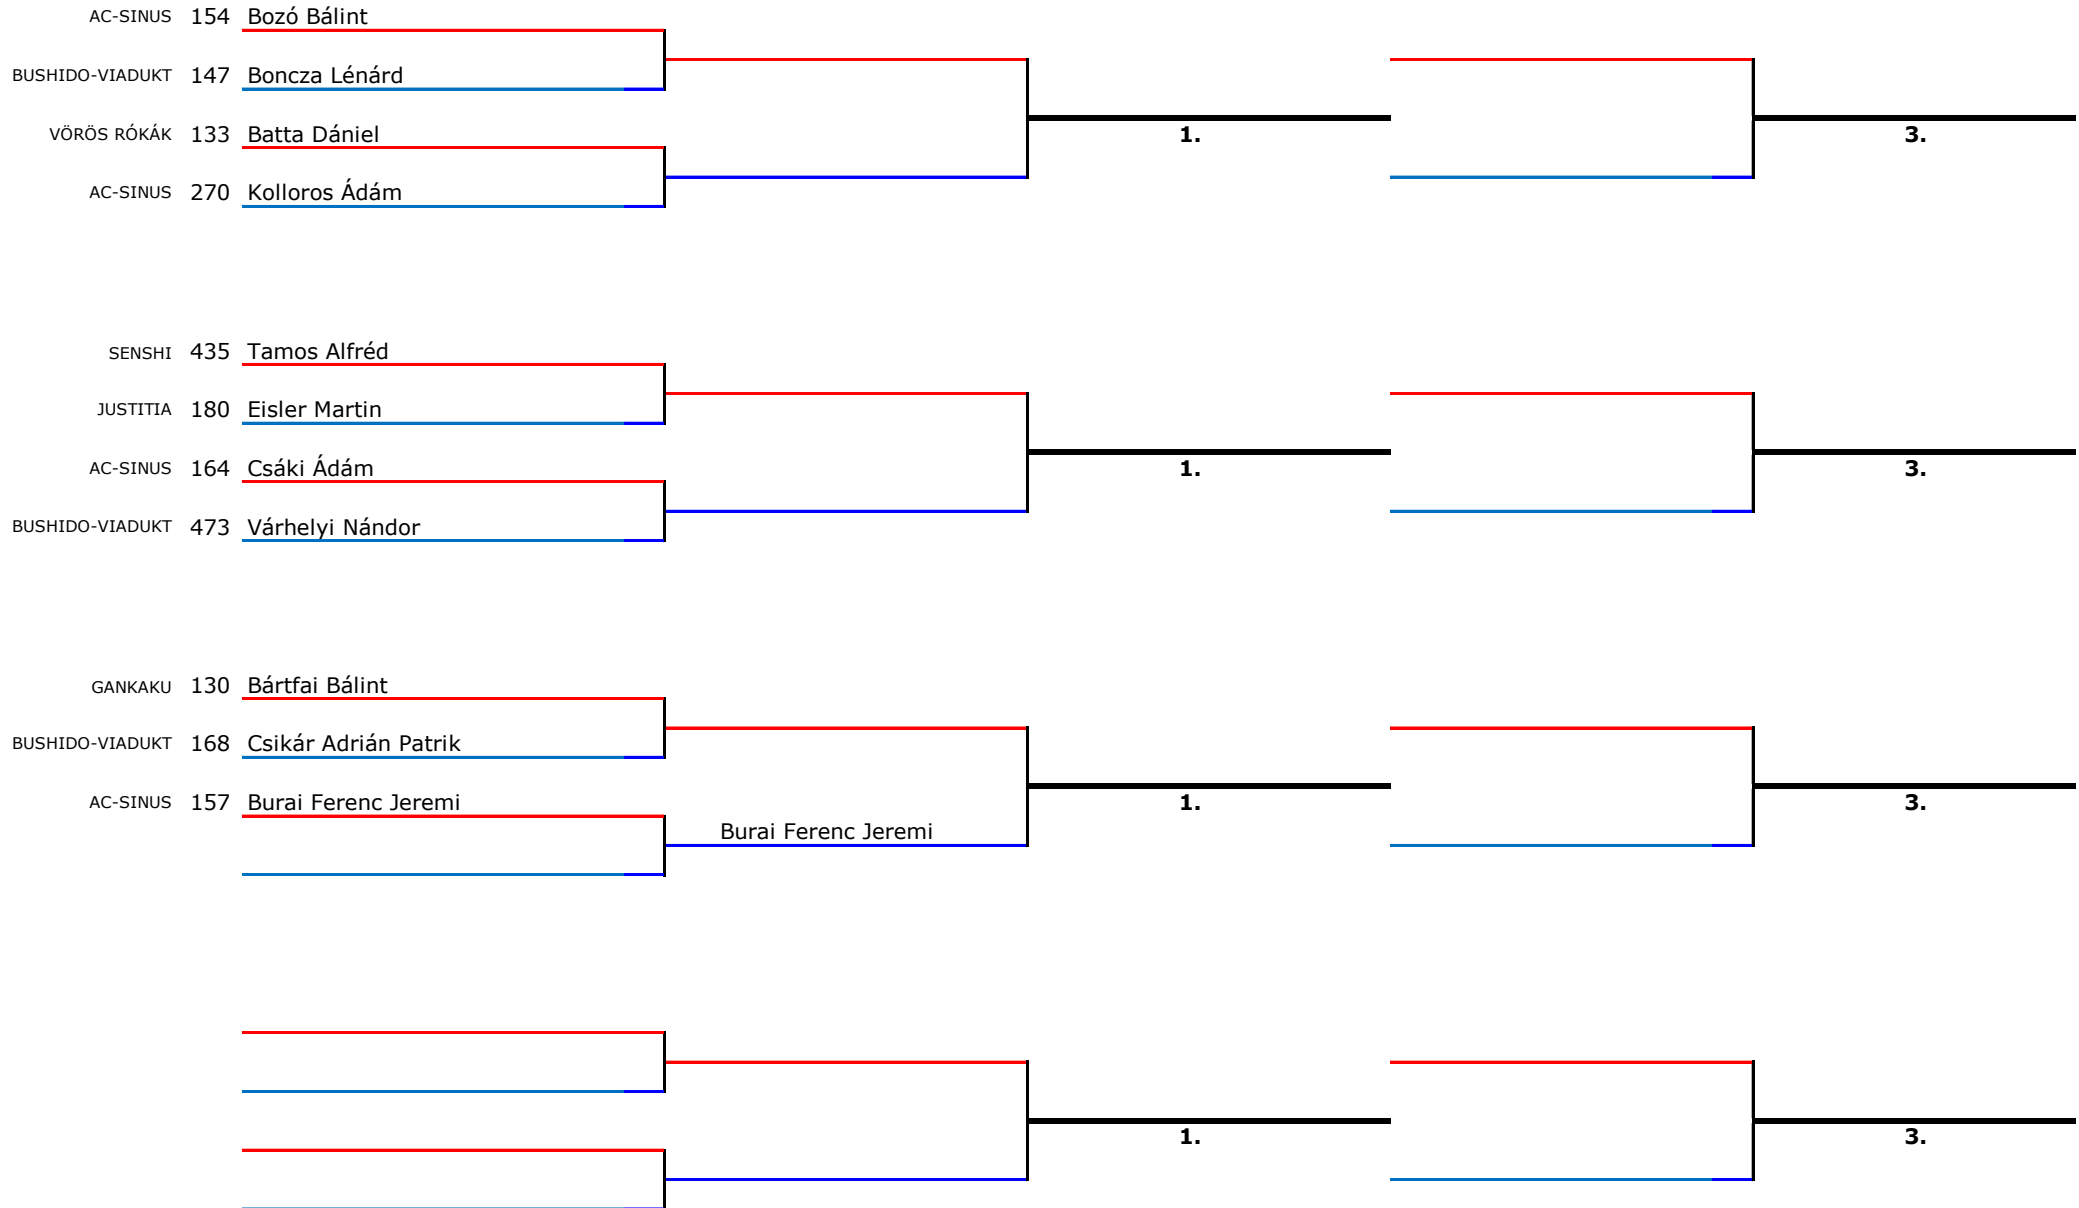 AC-SINUS 154 Bozó Bálint
BUSHIDO-VIADUKT 147 Boncza Lénárd
VÖRÖS RÓKÁK 133 Batta Dániel 1. 3.
AC-SINUS 270 Kolloros Ádám
SENSHI 435 Tamos Alfréd
JUSTITIA 180 Eisler Martin
AC-SINUS 164 Csáki Ádám 1. 3.
BUSHIDO-VIADUKT 473 Várhelyi Nándor
GANKAKU 130 Bártfai Bálint
BUSHIDO-VIADUKT 168 Csikár Adrián Patrik
AC-SINUS 157 Burai Ferenc Jeremi 1. 3.
Burai Ferenc Jeremi
1. 3.